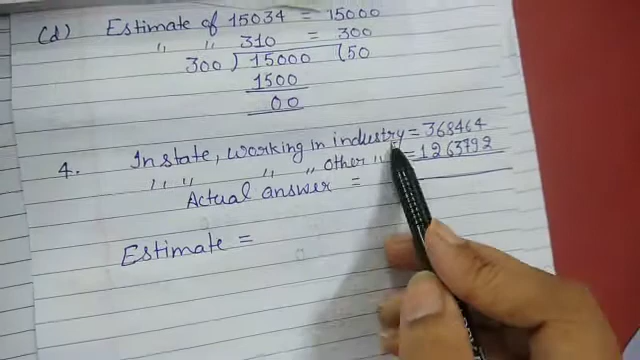 (d) Estimate of 15034 = 15000
" " 310 = 300
300 ) 15000 ( 50
1500
00
4. In state, working in industry = 368464
" " " " other " = 1263792
Actual answer =
Estimate =